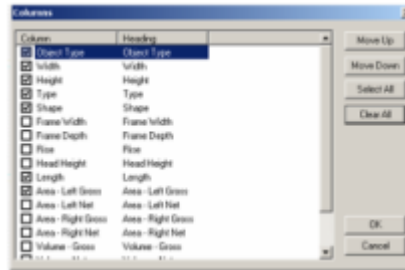 Columns
Column Heading
Object Type Object Type
Width Width
Height Height
Type Type
Shape Shape
Frame Width Frame Width
Frame Depth Frame Depth
Rise Rise
Head Height Head Height
Length Length
Area - Left Gross Area - Left Gross
Area - Left Net Area - Left Net
Area - Right Gross Area - Right Gross
Area - Right Net Area - Right Net
Volume - Gross Volume - Gross
Move Up
Move Down
Select All
Clear All
OK
Cancel